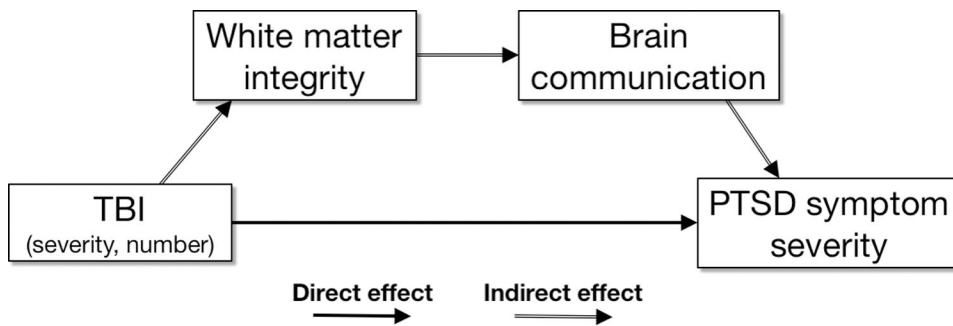 White matter
integrity
Brain
communication
TBI
(severity, number)
PTSD symptom
severity
Direct effect
Indirect effect